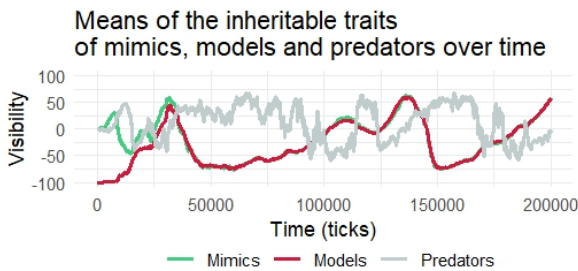 Means of the inheritable traits
of mimics, models and predators over time
Visibility
100
50
0
-50
-100
0
50000
100000
150000
200000
Time (ticks)
Mimics
Models
Predators